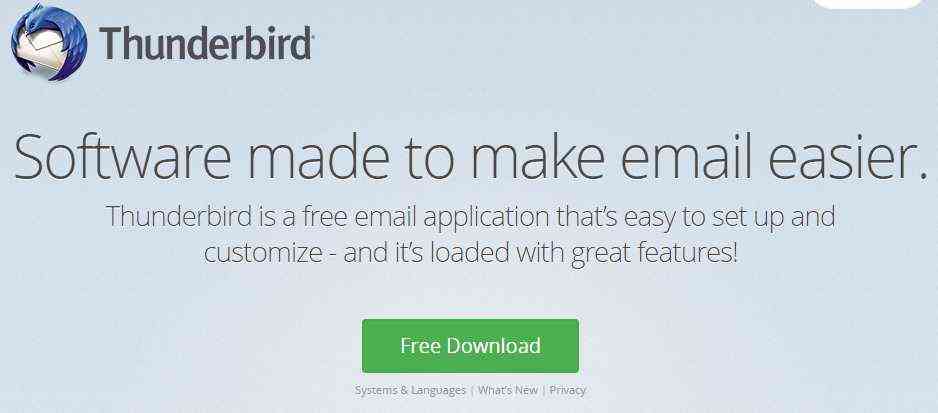 Thunderbird
Software made to make email easier.
Thunderbird is a free email application that’s easy to set up and
customize - and it’s loaded with great features!
Free Download
Systems & Languages | What’s New | Privacy